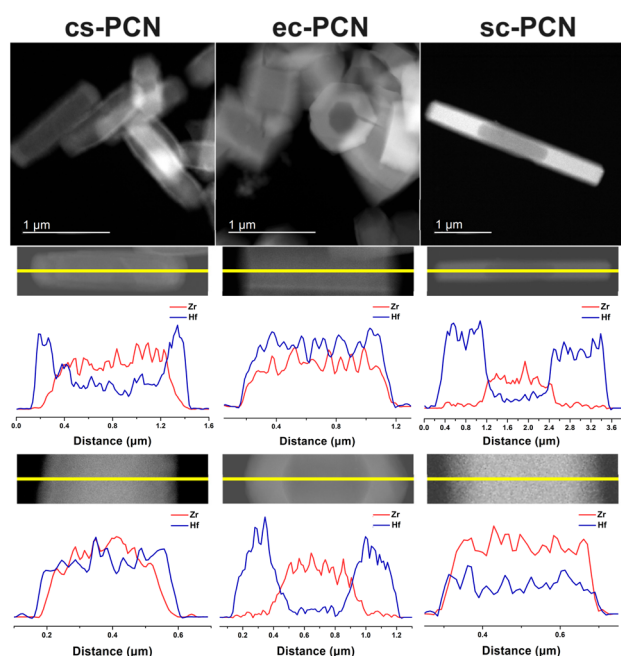 cs-PCN ec-PCN sc-PCN
1 μm 1 μm 1 μm
Zr Zr Zr
Hf Hf Hf
0.0 0.4 0.8 1.2 1.6 0.4 0.8 1.2 0.0 0.4 0.8 1.2 1.6 2.0 2.4 2.8 3.2 3.6
Distance (μm) Distance (μm) Distance (μm)
Zr Zr Zr
Hf Hf Hf
0.2 0.4 0.6 0.2 0.4 0.6 0.8 1.0 1.2 0.4 0.6
Distance (μm) Distance (μm) Distance (μm)